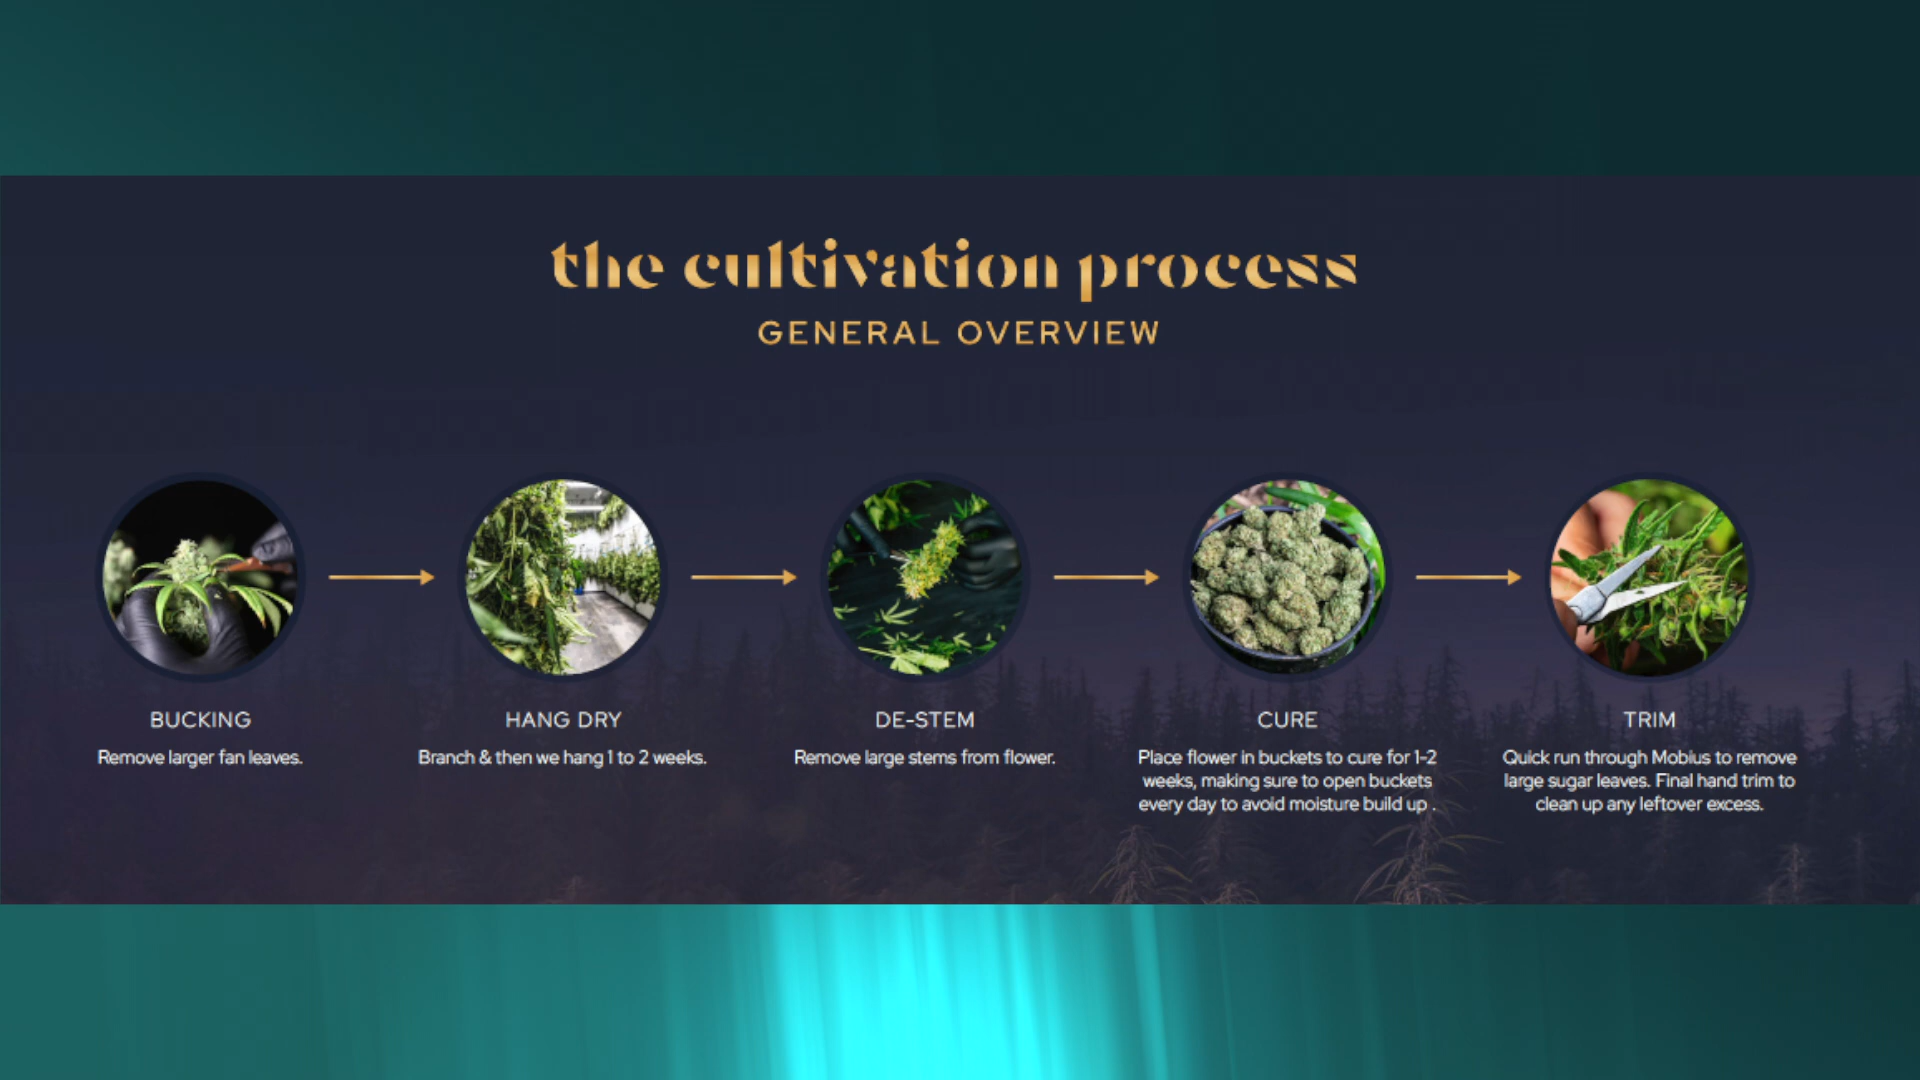 the cultivation process
GENERAL OVERVIEW
BUCKING
Remove larger fan leaves.
HANG DRY
Branch & then we hang 1 to 2 weeks.
DE-STEM
Remove large stems from flower.
CURE
Place flower in buckets to cure for 1-2
weeks, making sure to open buckets
every day to avoid moisture build up .
TRIM
Quick run through Mobius to remove
large sugar leaves. Final hand trim to
clean up any leftover excess.